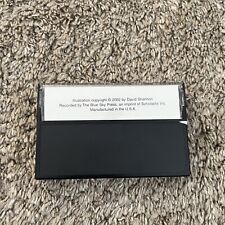 Illustration copyright © 2002 by David Shannon
Recorded by The Blue Sky Press, an imprint of Scholastic Inc.
Manufactured in the U.S.A.